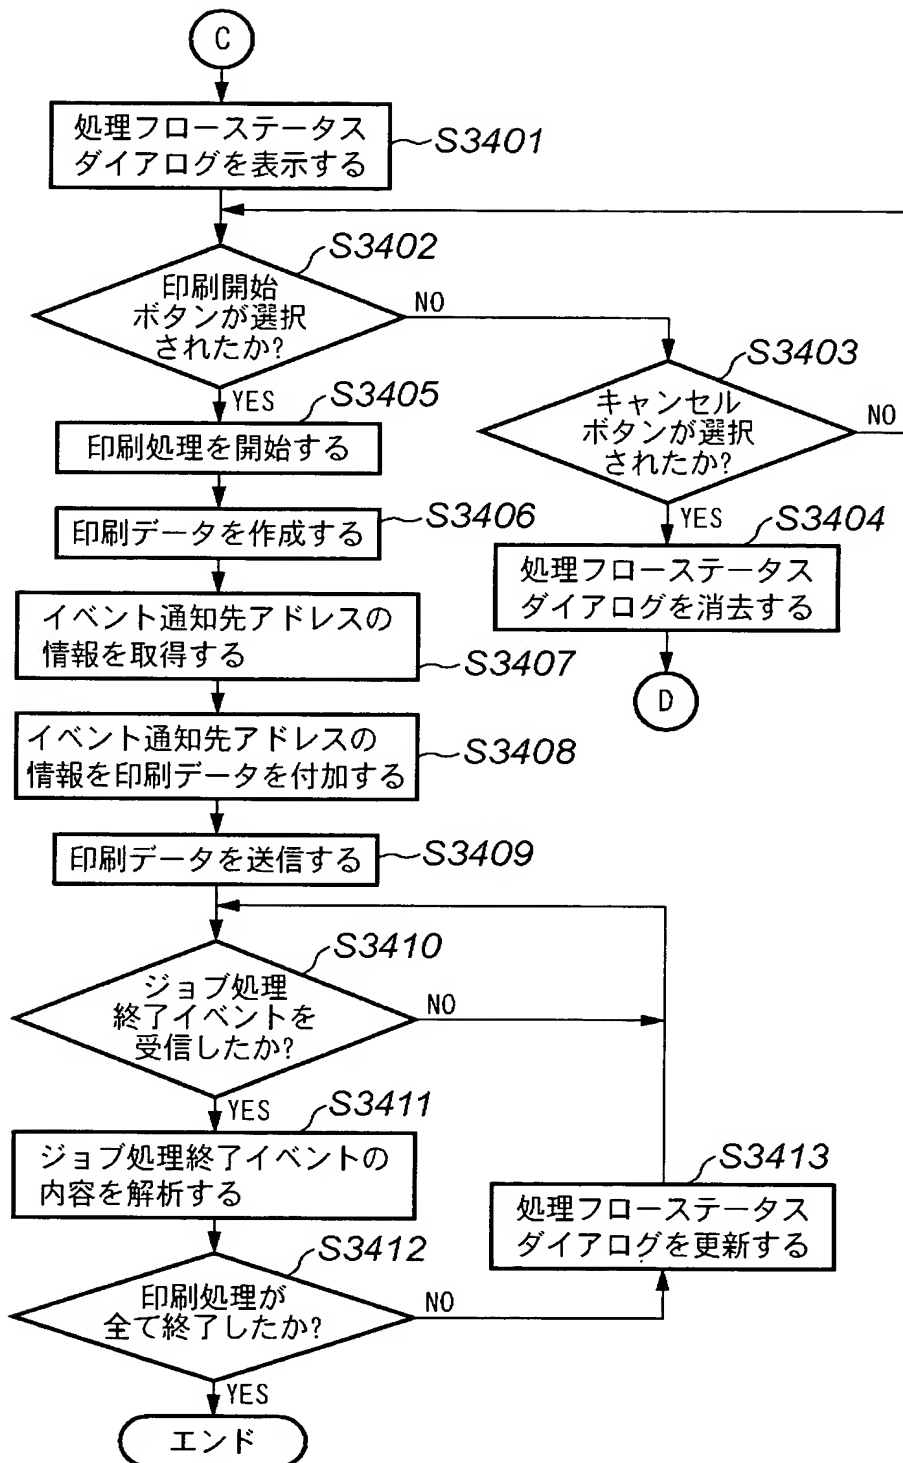 C
処理フローステータス
ダイアログを表示する
S3401
S3402
印刷開始
ボタンが選択
されたか?
NO
YES
S3403
キャンセル
ボタンが選択
されたか?
NO
YES
S3404
処理フローステータス
ダイアログを消去する
D
S3405
印刷処理を開始する
印刷データを作成する
S3406
イベント通知先アドレスの
情報を取得する
S3407
イベント通知先アドレスの
情報を印刷データを付加する
S3408
印刷データを送信する
S3409
S3410
ジョブ処理
終了イベントを
受信したか?
NO
YES
S3411
ジョブ処理終了イベントの
内容を解析する
S3412
印刷処理が
全て終了したか?
NO
YES
S3413
処理フローステータス
ダイアログを更新する
エンド